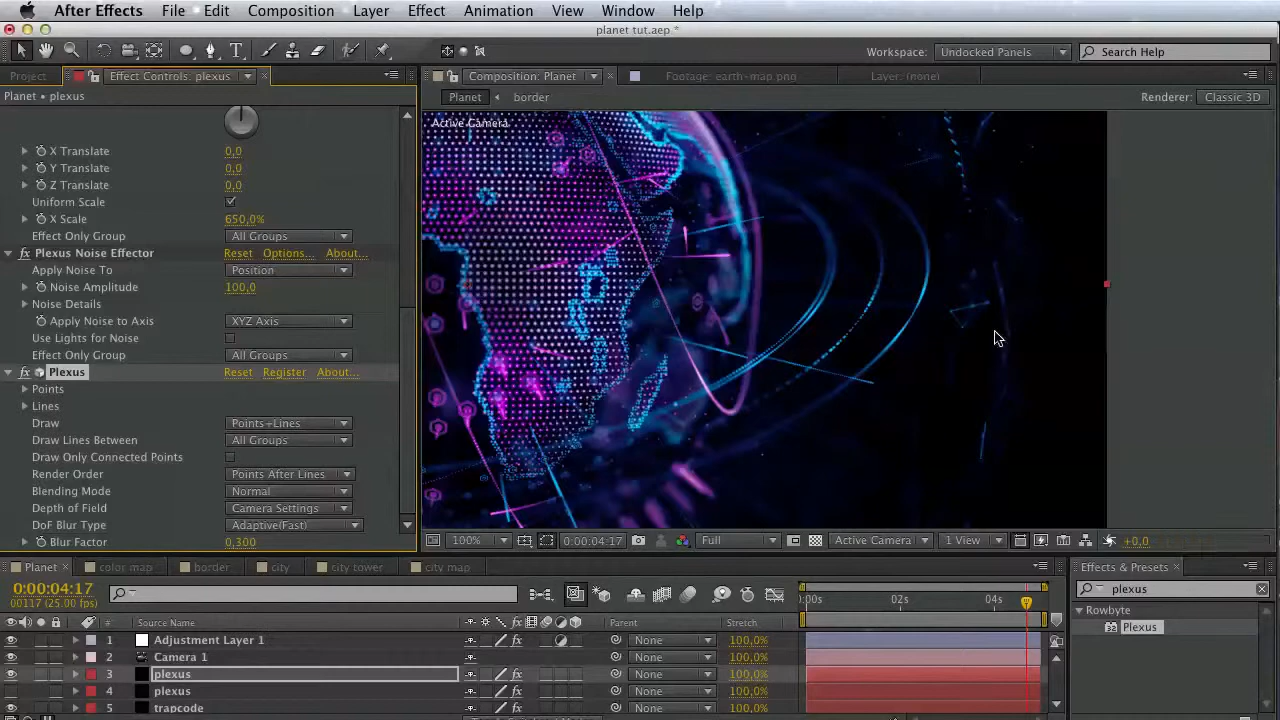 After Effects File Edit Composition Layer Effect Animation View Window Help
planet tut.aep *
Workspace: Undocked Panels Search Help
Project Effect Controls: plexus Composition: Planet Footage: earth-map.png Layer: (none)
Planet • plexus Planet border Renderer: Classic 3D
Active Camera
X Translate 0,0
Y Translate 0,0
Z Translate 0,0
Uniform Scale
X Scale 650,0%
Effect Only Group All Groups
fx Plexus Noise Effector Reset Options... About...
Apply Noise To Position
Noise Amplitude 100,0
Noise Details
Apply Noise to Axis XYZ Axis
Use Lights for Noise
Effect Only Group All Groups
fx Plexus Reset Register About...
Points
Lines
Draw Points+Lines
Draw Lines Between All Groups
Draw Only Connected Points
Render Order Points After Lines
Blending Mode Normal
Depth of Field Camera Settings
DoF Blur Type Adaptive(Fast)
Blur Factor 0,300
100% 0:00:04:17 Full Active Camera 1 View +0,0
Planet color map border city city tower city map Effects & Presets
0:00:04:17
00117 (25.00 fps)
:00s 02s 04s
plexus
# Source Name fx Parent Stretch
Rowbyte
32 Plexus
1 Adjustment Layer 1 fx None 100,0%
2 Camera 1 None 100,0%
3 plexus fx None 100,0%
4 plexus fx None 100,0%
5 trapcode fx None 100,0%